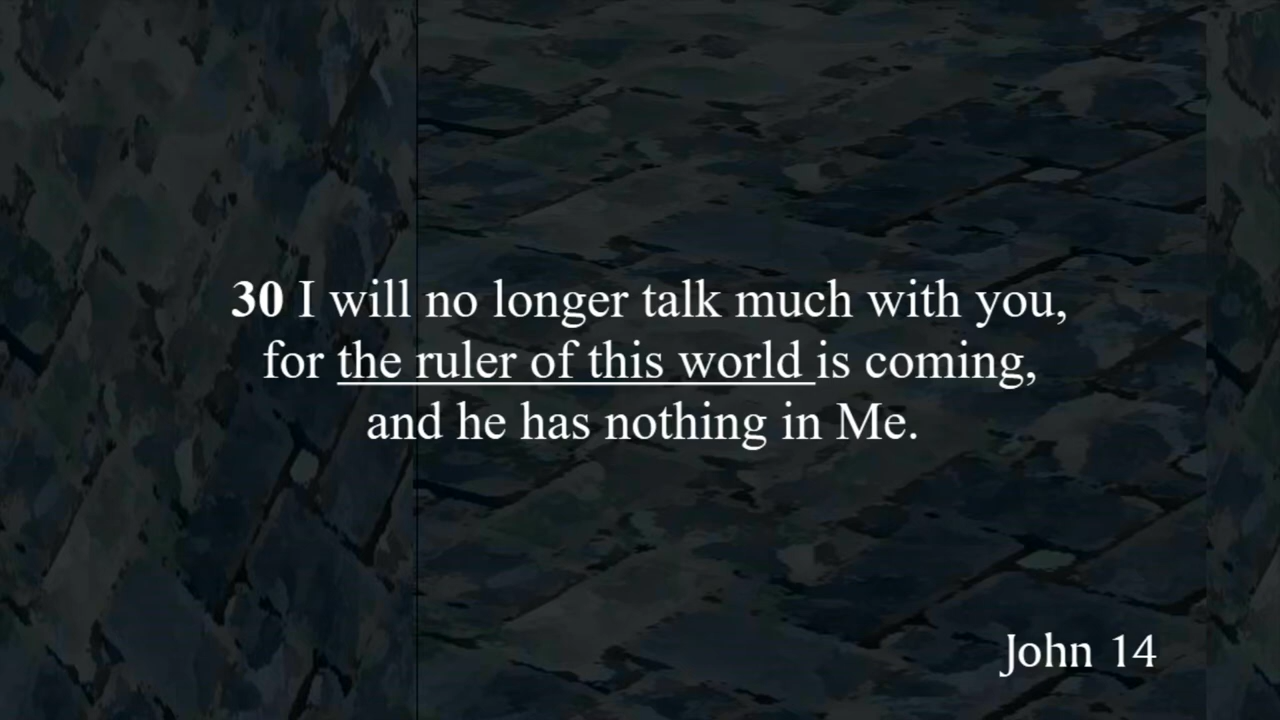 30 I will no longer talk much with you,
for the ruler of this world is coming,
and he has nothing in Me.
John 14